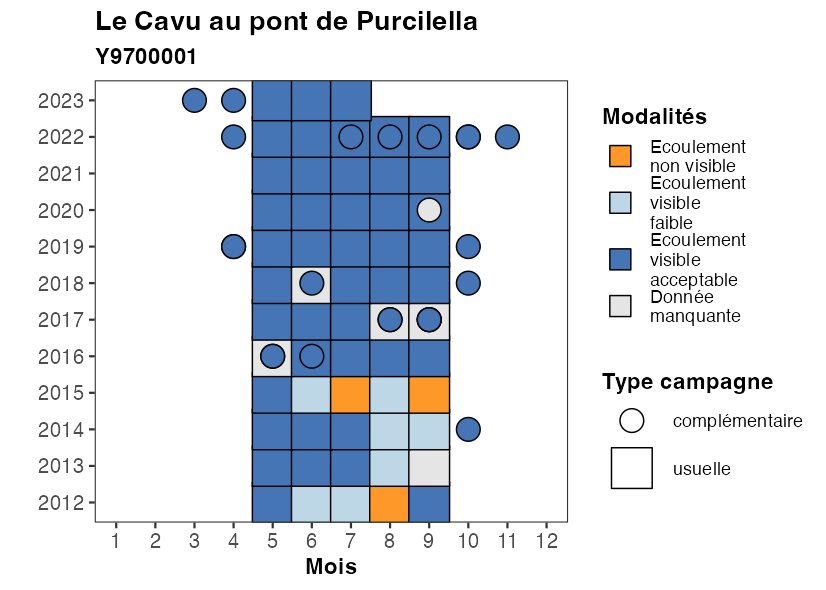 Le Cavu au pont de Purcilella
Y9700001
2023
2022
2021
2020
2019
2018
2017
2016
2015
2014
2013
2012
1 2 3 4 5 6 7 8 9 10 11 12
Mois
Modalités
Ecoulement
non visible
Ecoulement
visible
faible
Ecoulement
visible
acceptable
Donnée
manquante
Type campagne
complémentaire
usuelle